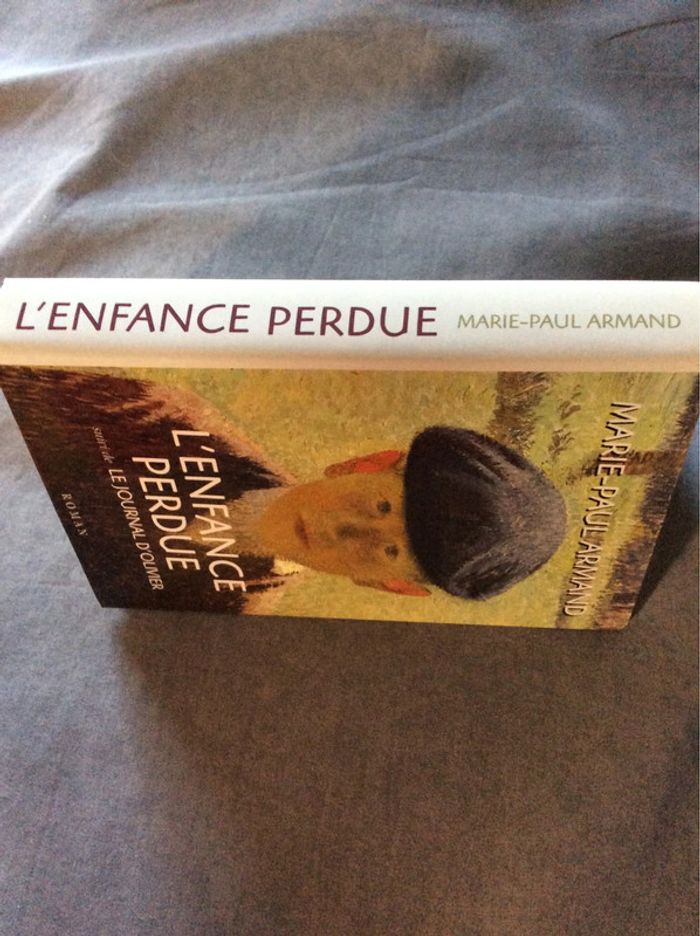 L'ENFANCE PERDUE MARIE-PAUL ARMAND
MARIE-PAUL ARMAND
L'ENFANCE
PERDUE
suivi de LE JOURNAL D'OLIVIER
ROMAN